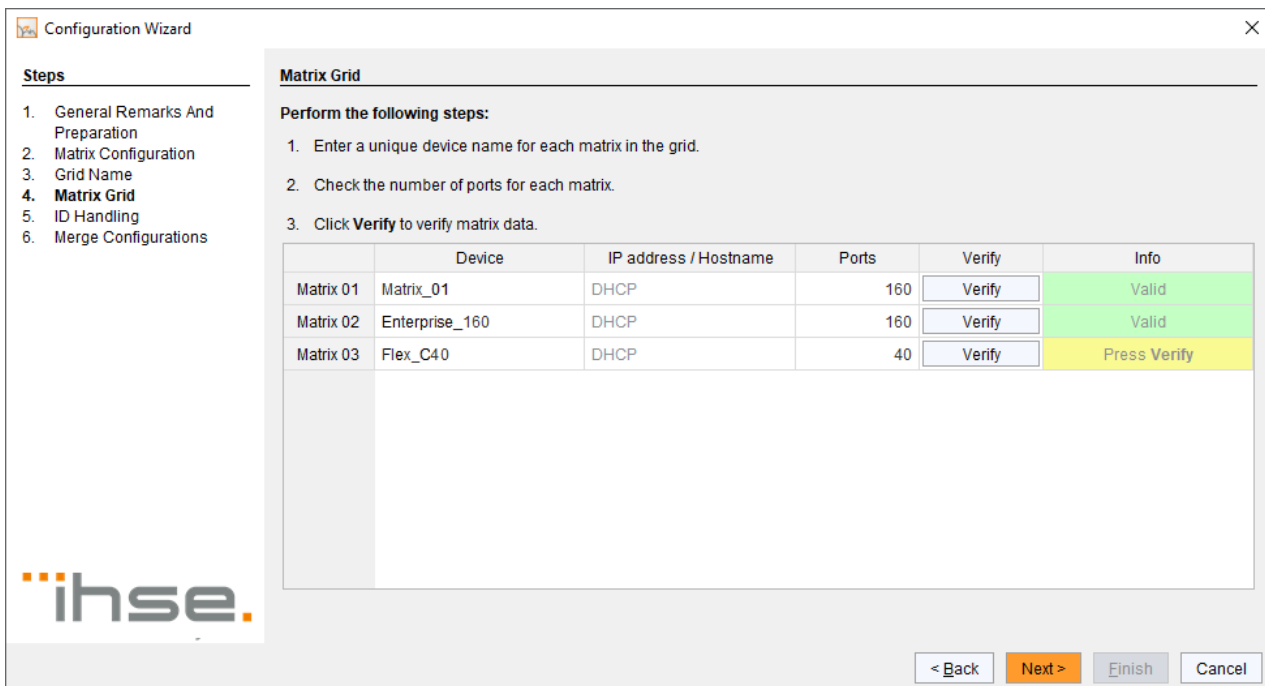 Configuration Wizard
Steps
1. General Remarks And
Preparation
2. Matrix Configuration
3. Grid Name
4. Matrix Grid
5. ID Handling
6. Merge Configurations
Matrix Grid
Perform the following steps:
1. Enter a unique device name for each matrix in the grid.
2. Check the number of ports for each matrix.
3. Click Verify to verify matrix data.
Device IP address / Hostname Ports Verify Info
Matrix 01 Matrix_01 DHCP 160 Verify Valid
Matrix 02 Enterprise_160 DHCP 160 Verify Valid
Matrix 03 Flex_C40 DHCP 40 Verify Press Verify
ihse.
< Back Next > Finish Cancel